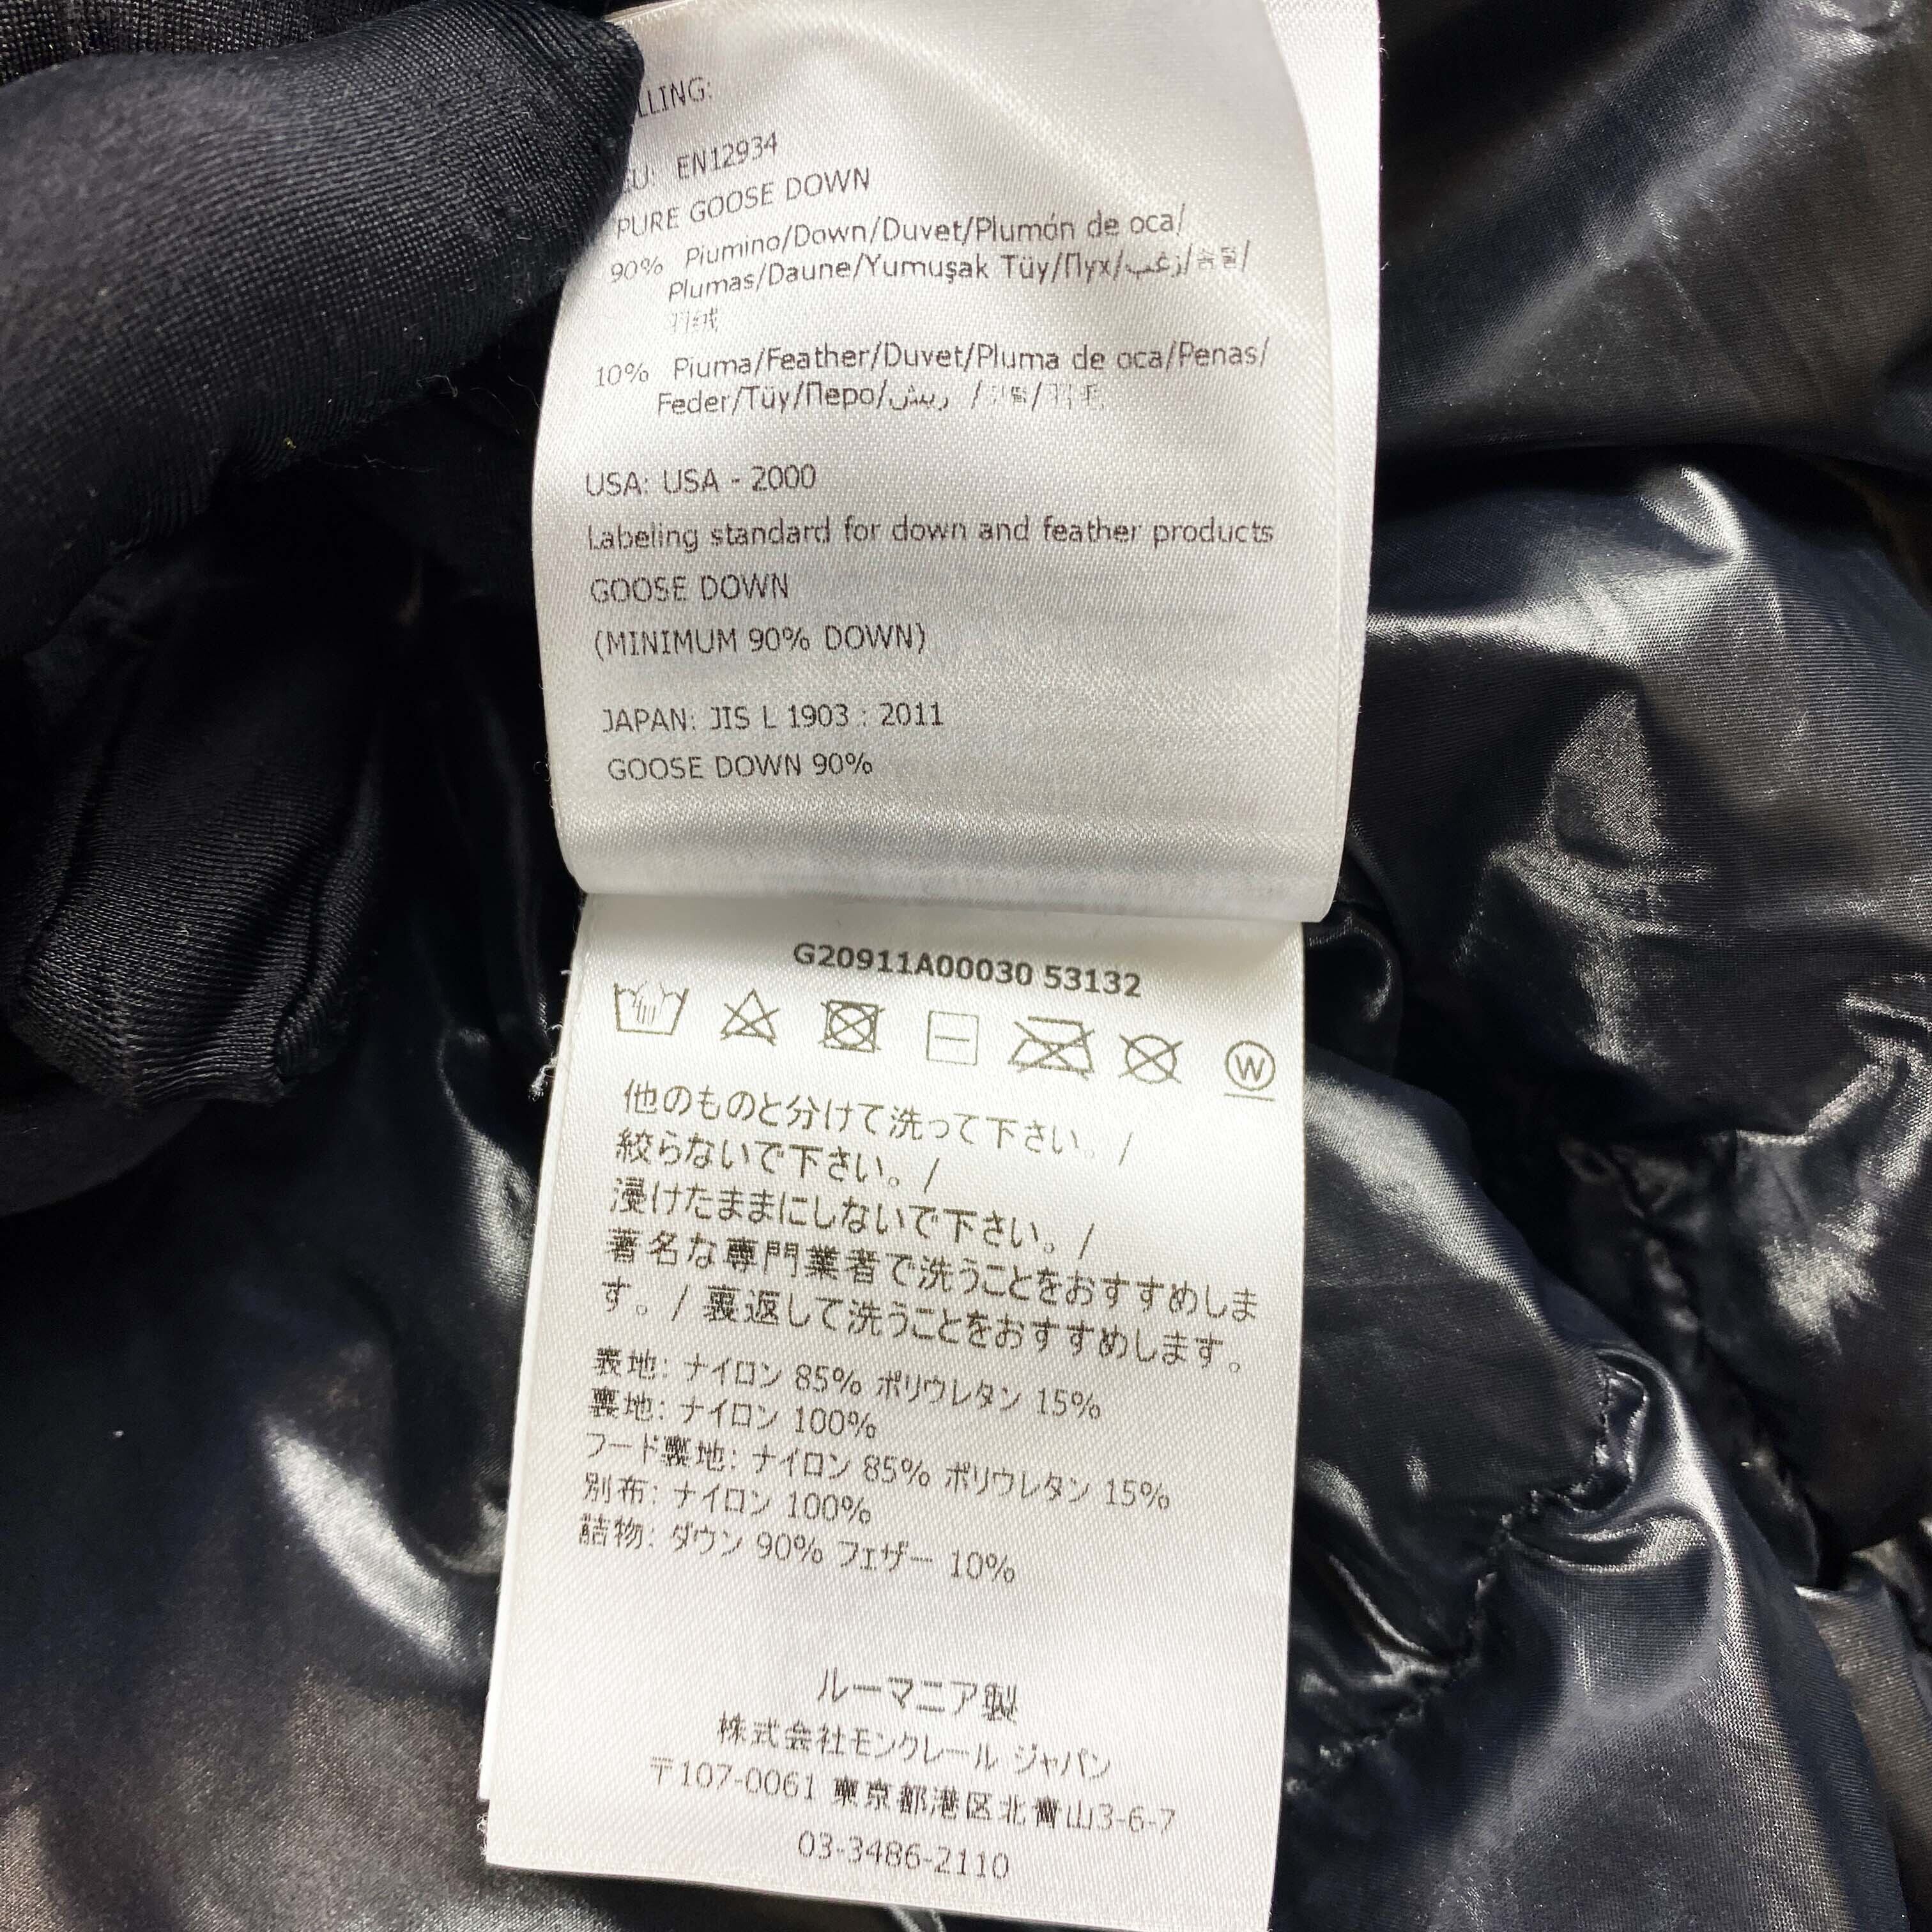 EN12934
PURE GOOSE DOWN
90% Piumino/Down/Duvet/Plumón de oca/
Plumas/Daune/Yumuşak Tüy/Пух/زغب/
10% Piuma/Feather/Duvet/Pluma de oca/Penas/
Feder/Tüy/Перо/ريش /
USA: USA - 2000
Labeling standard for down and feather products
GOOSE DOWN
(MINIMUM 90% DOWN)
JAPAN: JIS L 1903 : 2011
GOOSE DOWN 90%
G20911A00030 53132
W
他のものと分けて洗って下さい。/
絞らないで下さい。/
浸けたままにしないで下さい。/
著名な専門業者で洗うことをおすすめしま
す。/ 裏返して洗うことをおすすめします。
表地: ナイロン 85% ポリウレタン 15%
裏地: ナイロン 100%
フード裏地: ナイロン 85% ポリウレタン 15%
別布: ナイロン 100%
詰物: ダウン 90% フェザー 10%
ルーマニア製
株式会社モンクレール ジャパン
〒107-0061 東京都港区北青山3-6-7
03-3486-2110